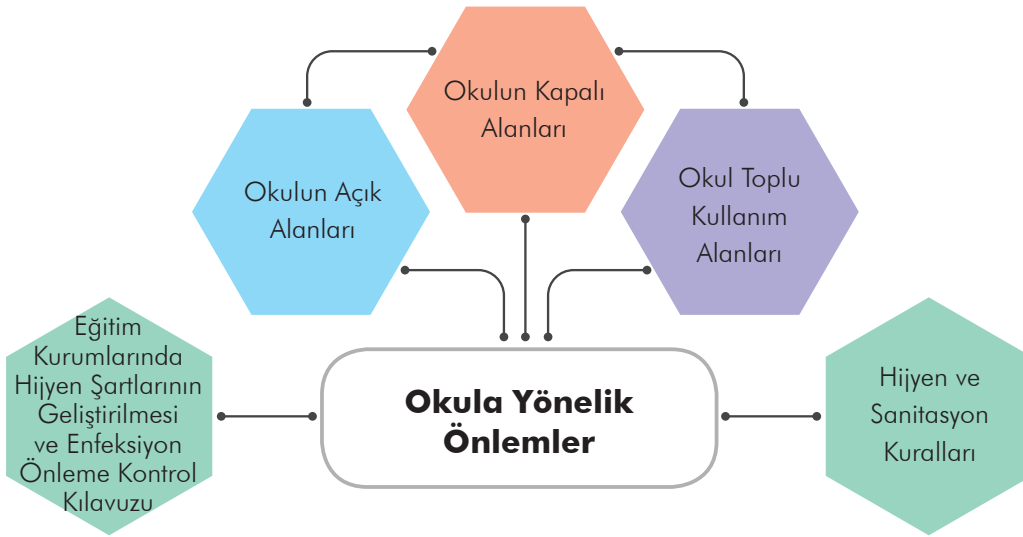 Okulun Kapalı
Alanları
Okulun Açık
Alanları
Okul Toplu
Kullanım
Alanları
Eğitim
Kurumlarında
Hijyen Şartlarının
Geliştirilmesi
ve Enfeksiyon
Önleme Kontrol
Kılavuzu
Okula Yönelik
Önlemler
Hijyen ve
Sanitasyon
Kuralları